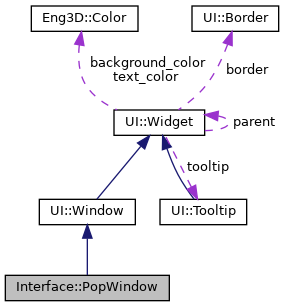 Eng3D::Color
UI::Border
background_color
text_color
border
UI::Widget
parent
tooltip
UI::Window
UI::Tooltip
Interface::PopWindow